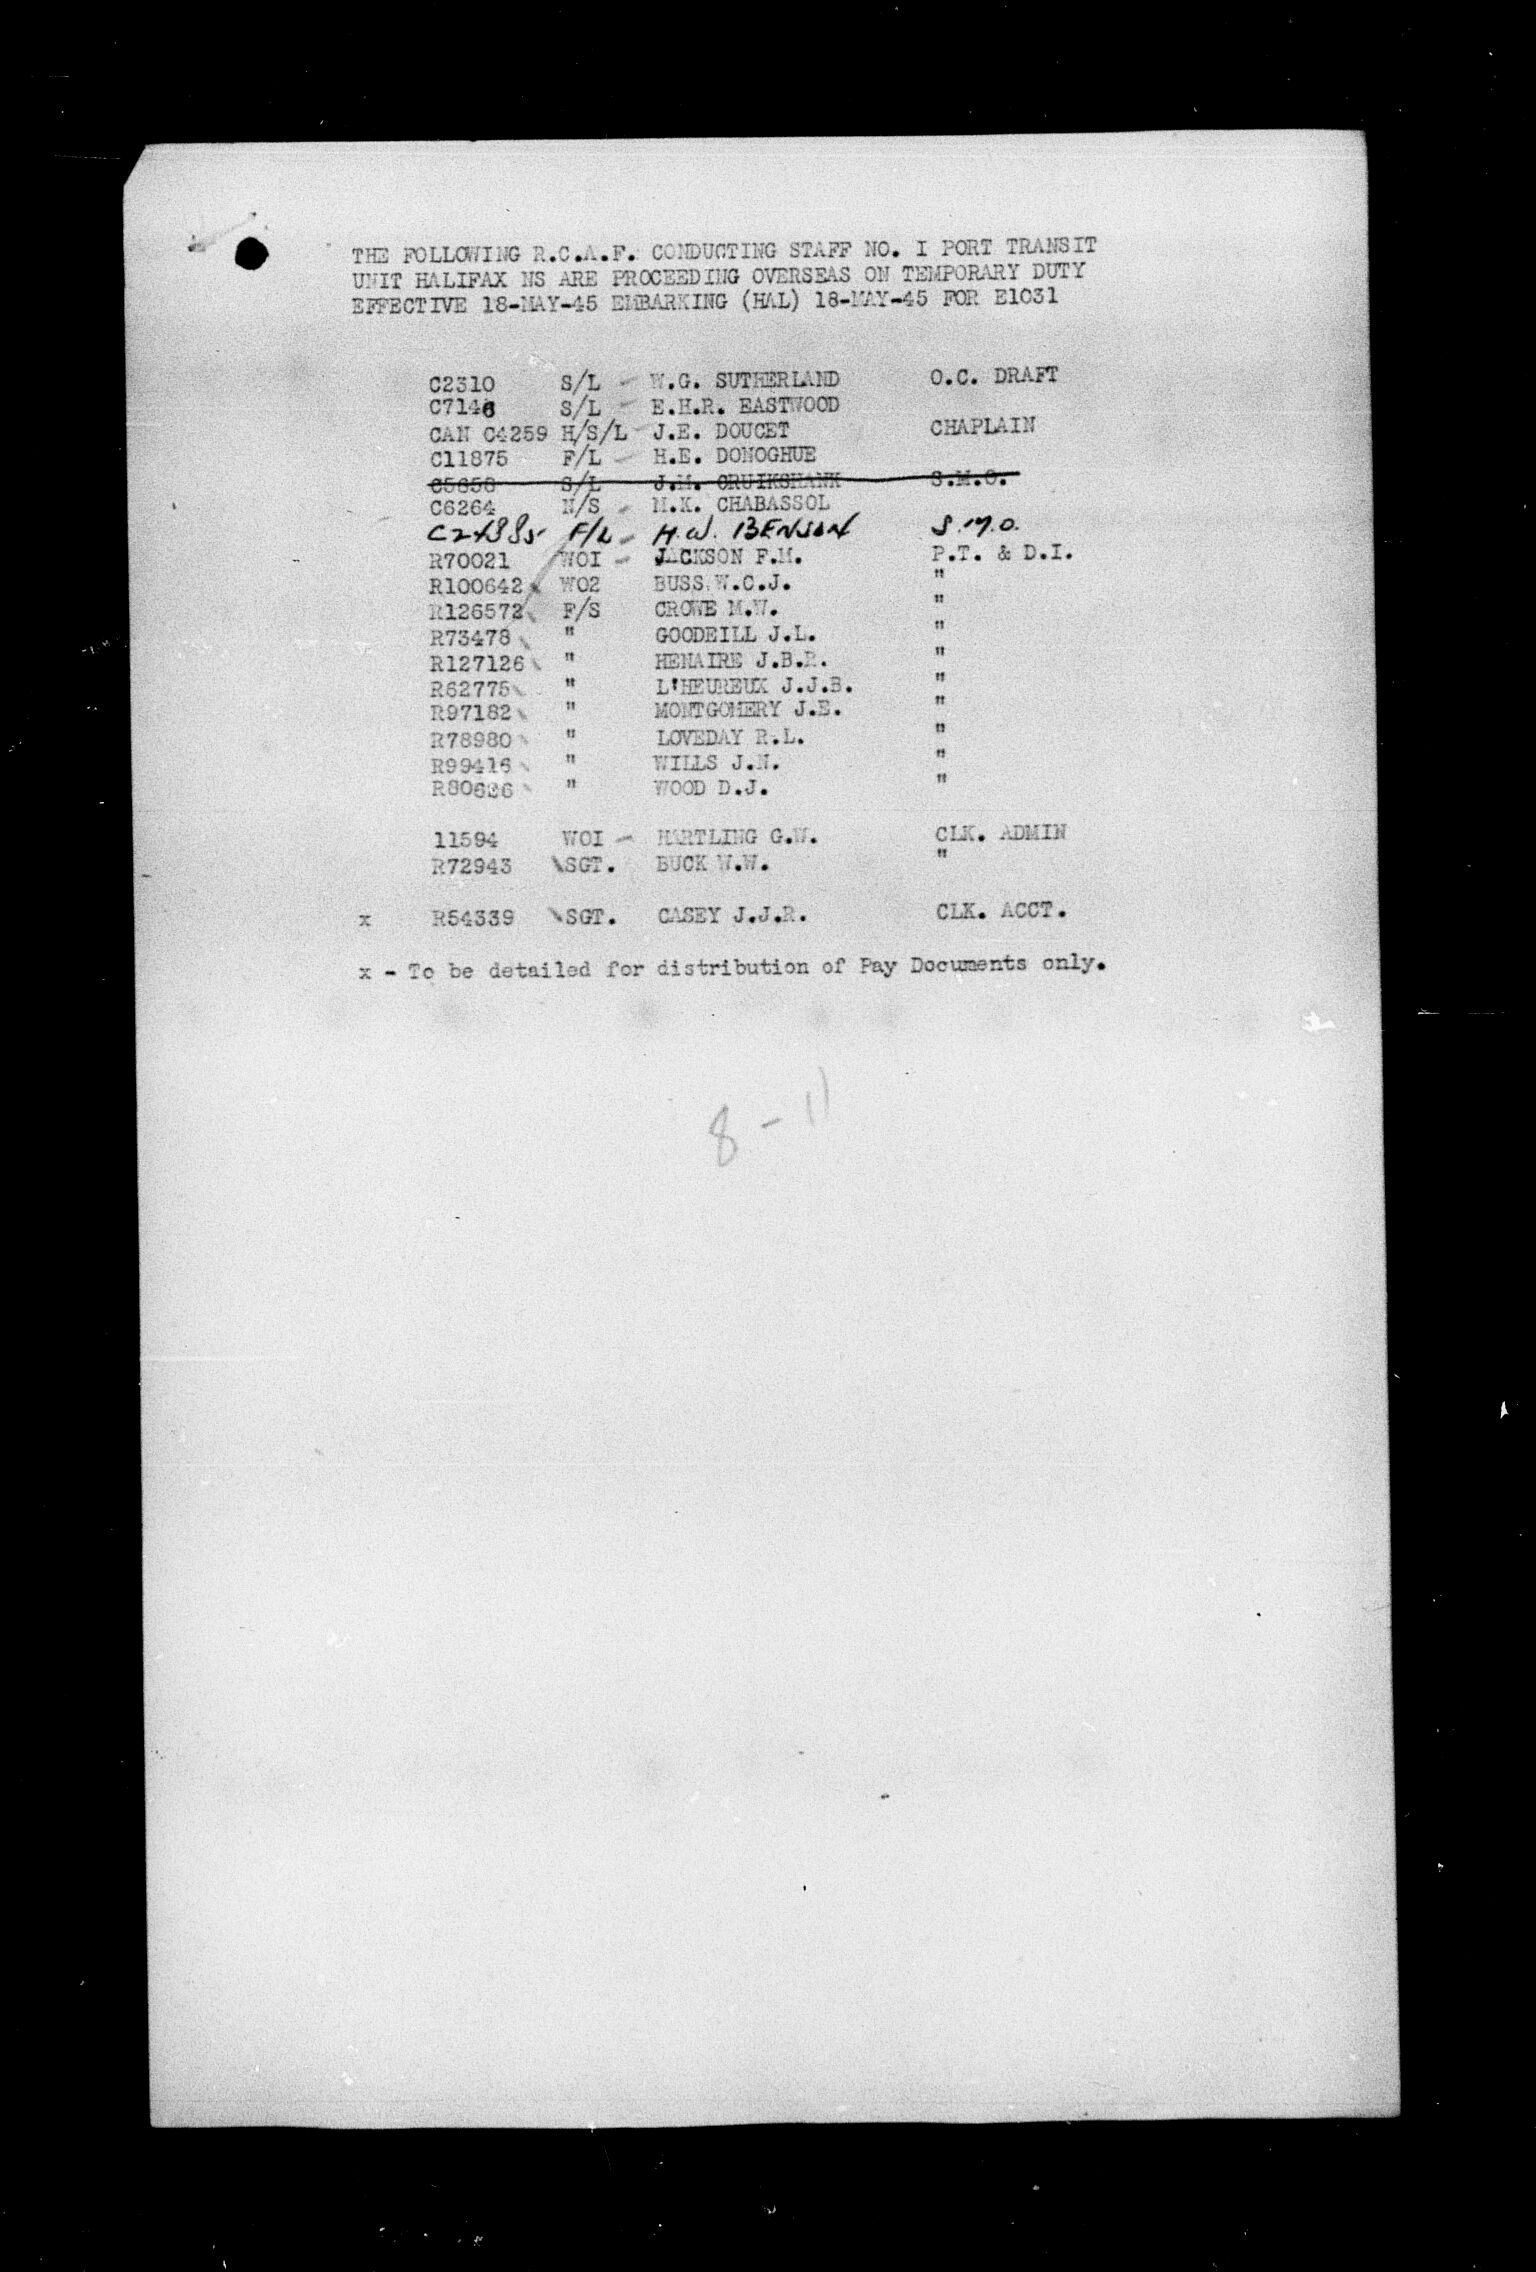 THE FOLLOWING R.C.A.F. CONDUCTING STAFF NO. I PORT TRANSIT
UNIT HALIFAX NS ARE PROCEEDING OVERSEAS ON TEMPORARY DUTY
EFFECTIVE 18-MAY-45 EMBARKING (HAL) 18-MAY-45 FOR E1031
C2310 S/L - W.G. SUTHERLAND O.C. DRAFT
C7146 S/L - E.H.R. EASTWOOD
CAN C4259 H/S/L - J.E. DOUCET CHAPLAIN
C11875 F/L - H.E. DONOGHUE
C5858 S/L J.M. CRUIKSHANK S.M.O.
C6264 N/S - M.K. CHABASSOL
F/L - H.W. BENSON S.M.O.
R70021 WOI - JACKSON F.M. P.T. & D.I.
R100642 WO2 BUSS W.C.J. "
R126572 F/S CROWE M.W. "
R73478 " GOODEILL J.L. "
R127126 " HENAIRE J.B.R. "
R62775 " L'HEUREUX J.J.B. "
R97182 " MONTGOMERY J.E. "
R78980 " LOVEDAY R.L. "
R99416 " WILLS J.N. "
R80626 " WOOD D.J. "
11594 WOI - HARTLING G.W. CLK. ADMIN
R72943 SGT. BUCK W.W. "
x R54339 SGT. CASEY J.J.R. CLK. ACCT.
x - To be detailed for distribution of Pay Documents only.
8-11